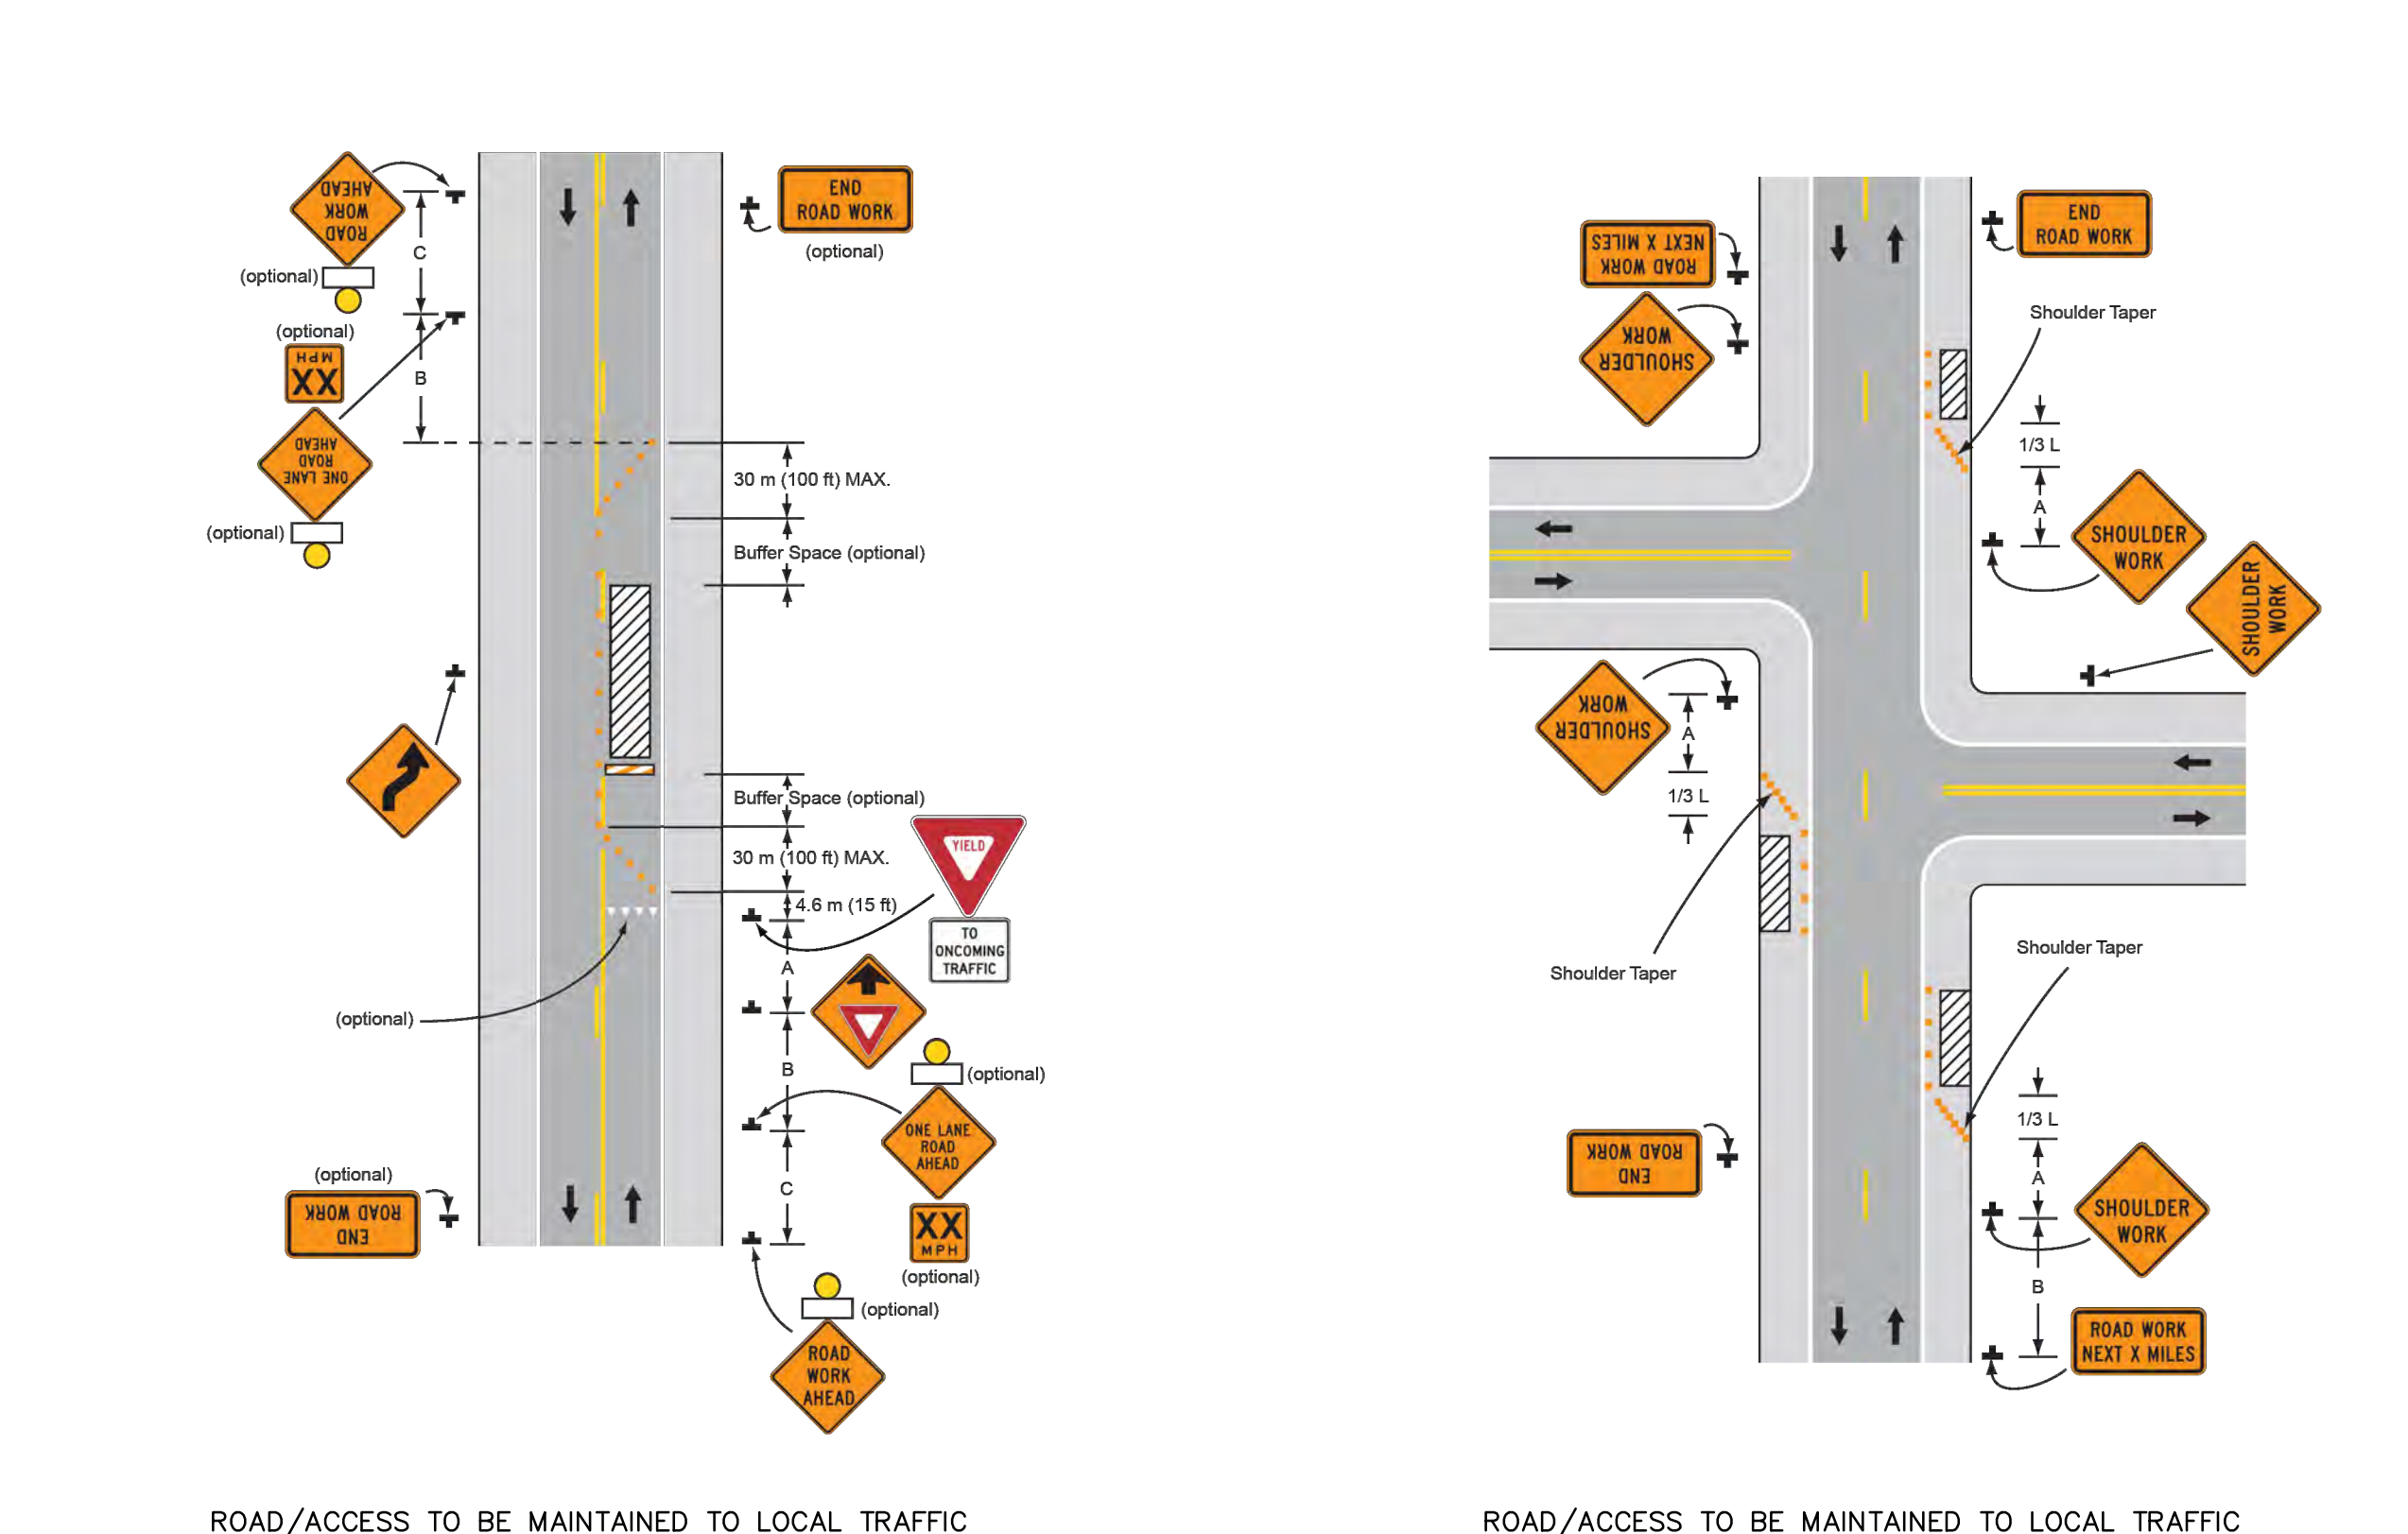 ROAD
WORK
AHEAD
(optional)
C
(optional)
XX
MPH
B
ONE LANE
ROAD
AHEAD
(optional)
END
ROAD WORK
(optional)
30 m (100 ft) MAX.
Buffer Space (optional)
Buffer Space (optional)
30 m (100 ft) MAX.
4.6 m (15 ft)
YIELD
TO
ONCOMING
TRAFFIC
A
(optional)
B
(optional)
ONE LANE
ROAD
AHEAD
C
XX
MPH
(optional)
(optional)
END
ROAD WORK
(optional)
ROAD
WORK
AHEAD
ROAD/ACCESS TO BE MAINTAINED TO LOCAL TRAFFIC
ROAD WORK
NEXT X MILES
SHOULDER
WORK
END
ROAD WORK
Shoulder Taper
1/3 L
A
SHOULDER
WORK
SHOULDER
WORK
SHOULDER
WORK
A
1/3 L
Shoulder Taper
Shoulder Taper
1/3 L
A
END
ROAD WORK
SHOULDER
WORK
B
ROAD WORK
NEXT X MILES
ROAD/ACCESS TO BE MAINTAINED TO LOCAL TRAFFIC